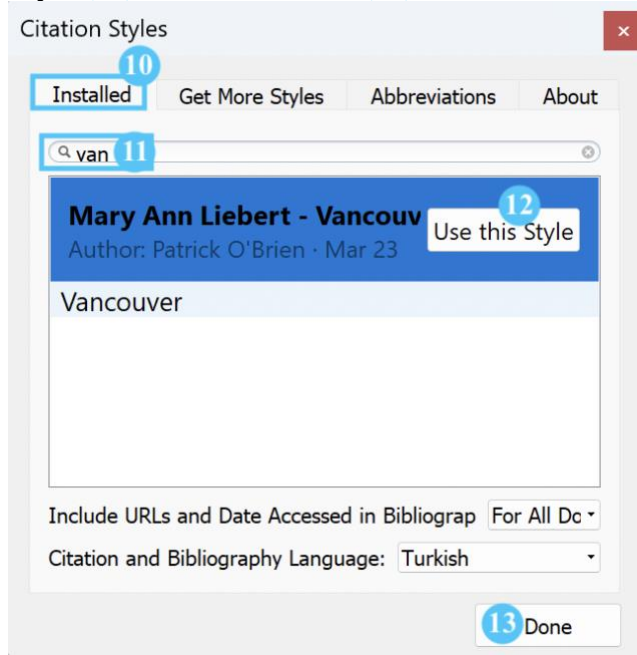 Citation Styles
×
10
Installed Get More Styles Abbreviations About
van 11
12
Mary Ann Liebert - Vancouv Use this Style
Author: Patrick O'Brien · Mar 23
Vancouver
Include URLs and Date Accessed in Bibliograp For All Dc
Citation and Bibliography Language: Turkish
13 Done